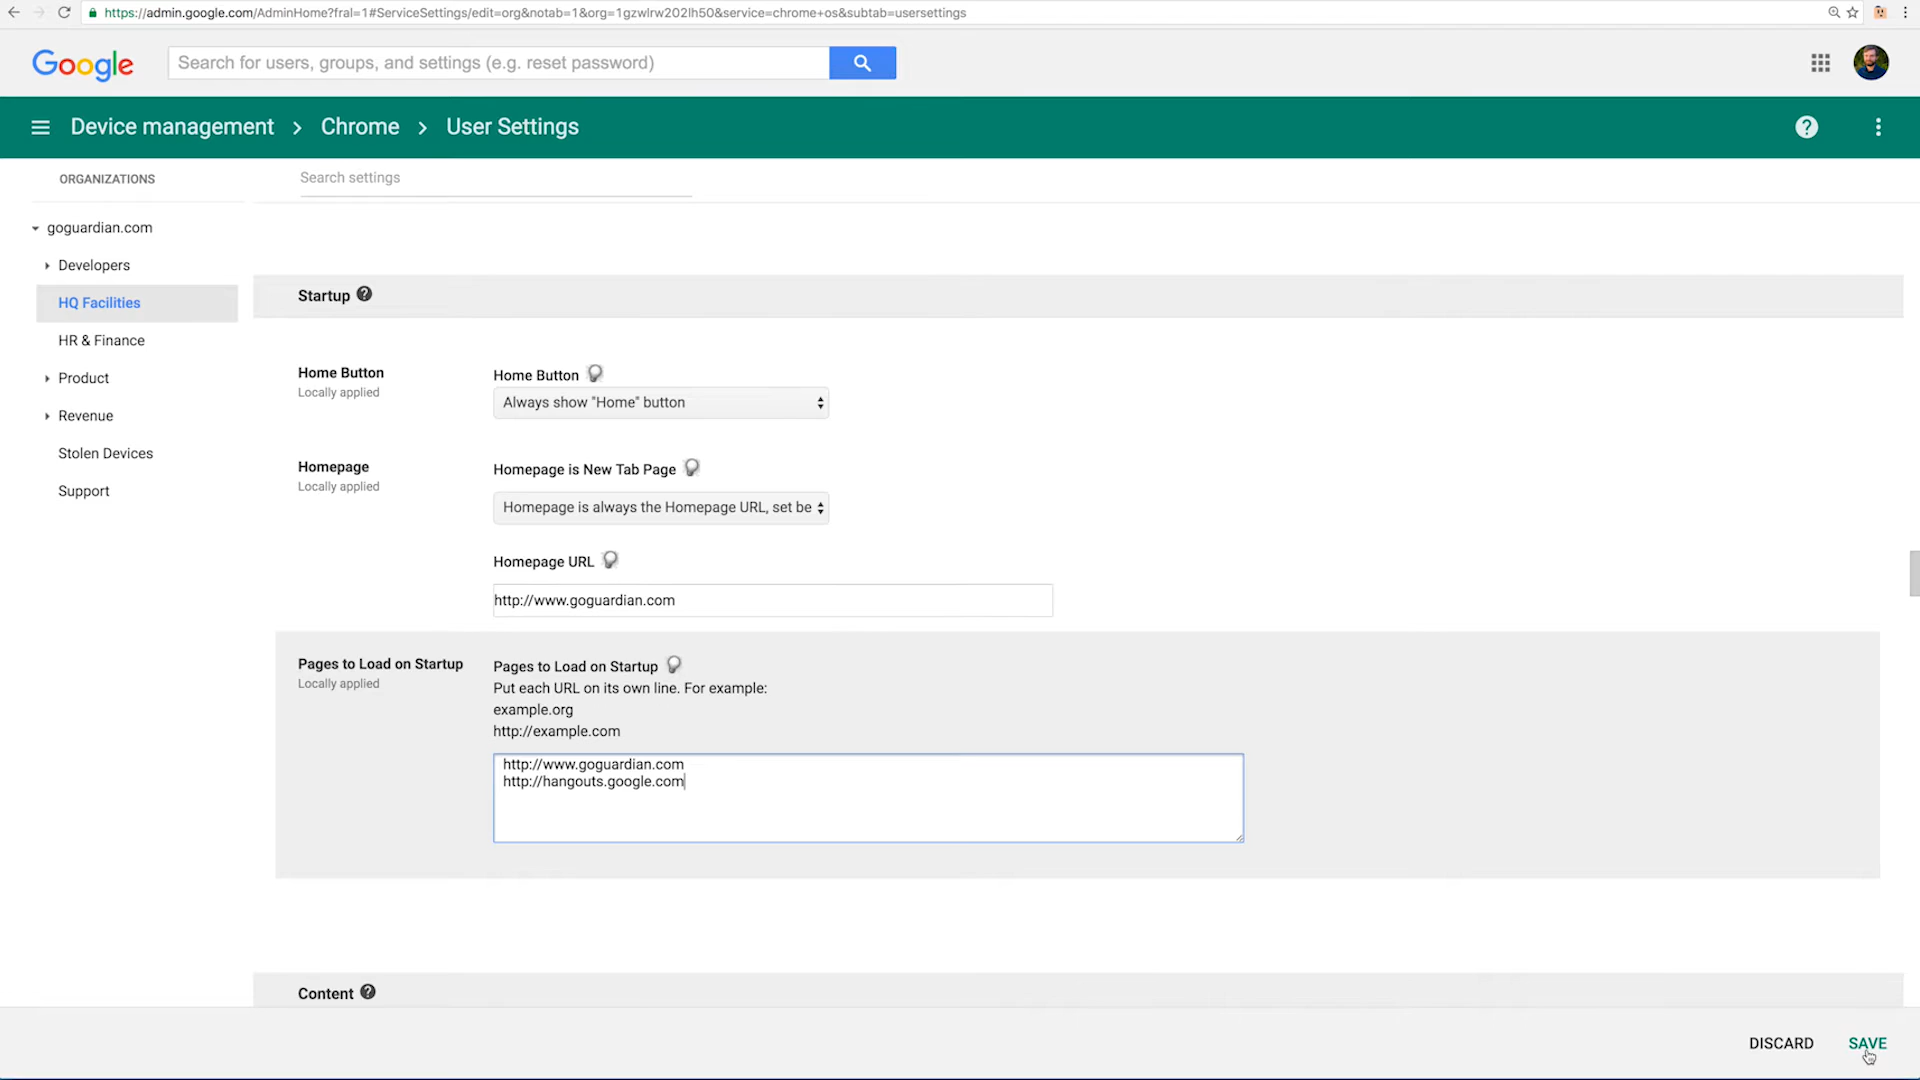 https://admin.google.com/AdminHome?fral=1#ServiceSettings/edit=org&notab=1&org=1gzwlrw202lh50&service=chrome+os&subtab=usersettings
Google
Search for users, groups, and settings (e.g. reset password)
Device management > Chrome > User Settings
ORGANIZATIONS
Search settings
goguardian.com
Developers
HQ Facilities
HR & Finance
Product
Revenue
Stolen Devices
Support
Startup
Home Button
Locally applied
Home Button
Always show "Home" button
Homepage
Locally applied
Homepage is New Tab Page
Homepage is always the Homepage URL, set be
Homepage URL
http://www.goguardian.com
Pages to Load on Startup
Locally applied
Pages to Load on Startup
Put each URL on its own line. For example:
example.org
http://example.com
http://www.goguardian.com
http://hangouts.google.com
Content
DISCARD
SAVE